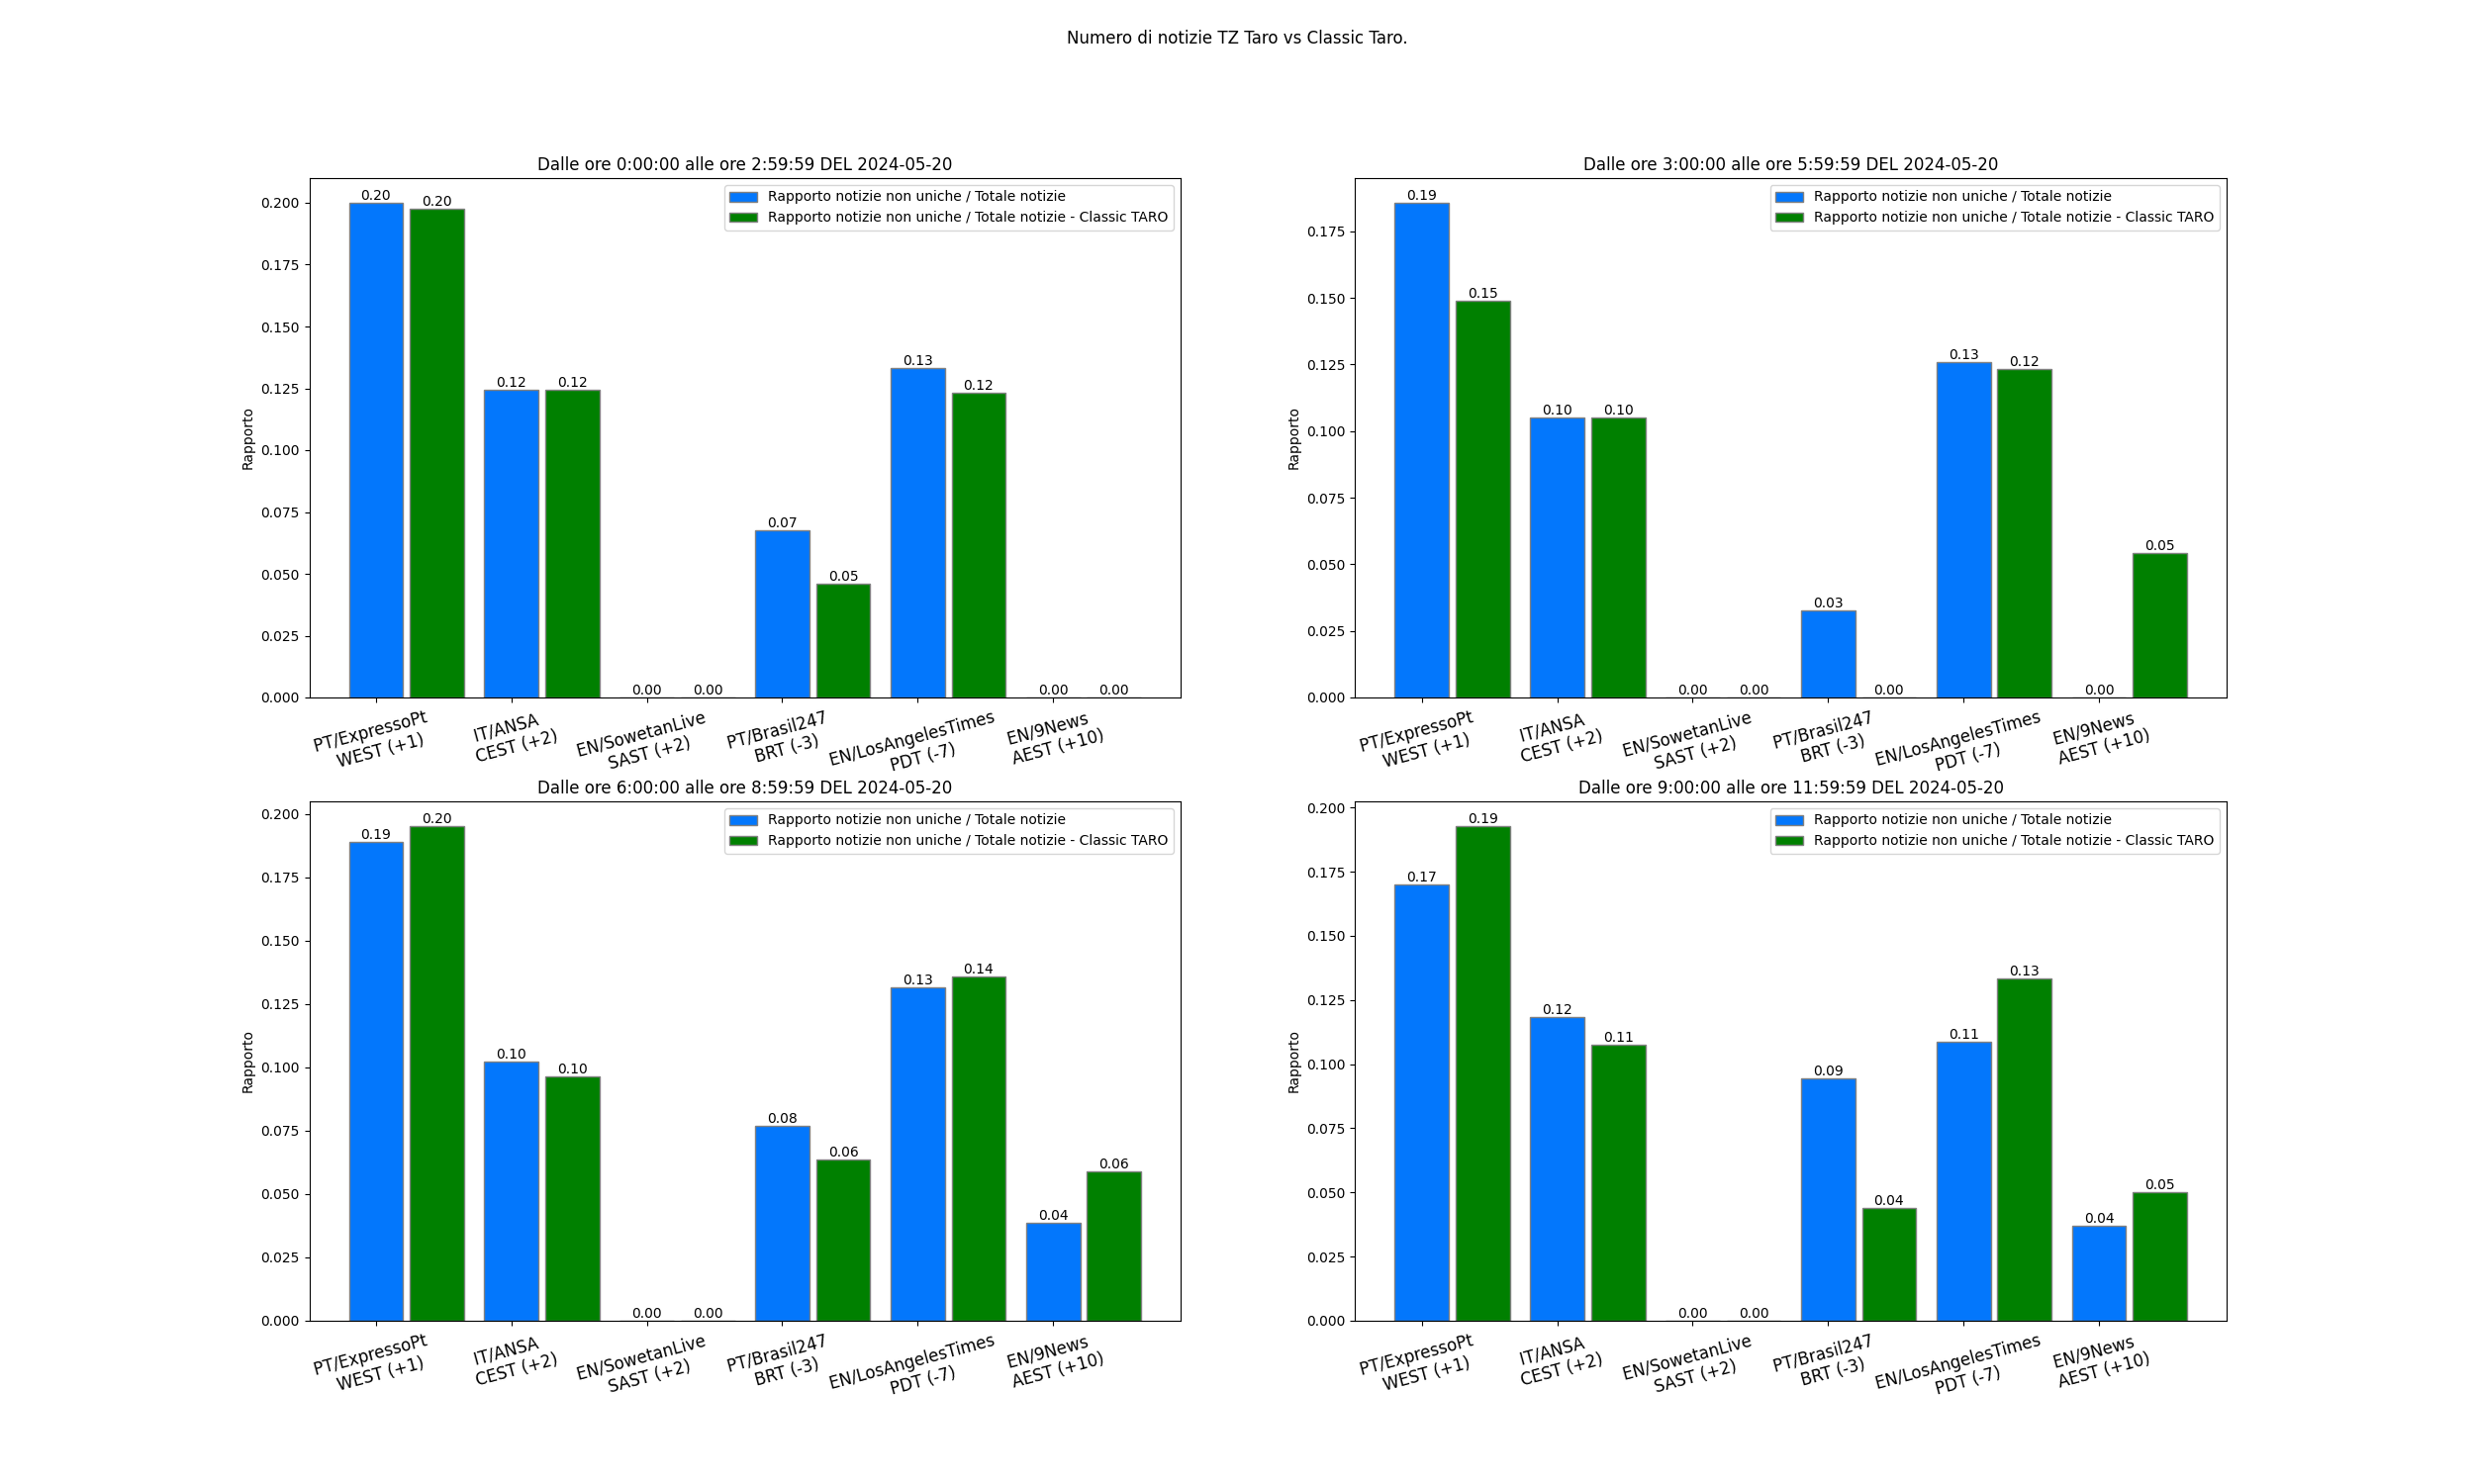 Numero di notizie TZ Taro vs Classic Taro.
Dalle ore 0:00:00 alle ore 2:59:59 DEL 2024-05-20
Rapporto notizie non uniche / Totale notizie
Rapporto notizie non uniche / Totale notizie - Classic TARO
Rapporto
0.200
0.175
0.150
0.125
0.100
0.075
0.050
0.025
0.000
0.20
0.20
0.12
0.12
0.00
0.00
0.07
0.05
0.13
0.12
0.00
0.00
PT/ExpressoPt
WEST (+1)
IT/ANSA
CEST (+2)
EN/SowetanLive
SAST (+2)
PT/Brasil247
BRT (-3)
EN/LosAngelesTimes
PDT (-7)
EN/9News
AEST (+10)
Dalle ore 3:00:00 alle ore 5:59:59 DEL 2024-05-20
Rapporto notizie non uniche / Totale notizie
Rapporto notizie non uniche / Totale notizie - Classic TARO
Rapporto
0.175
0.150
0.125
0.100
0.075
0.050
0.025
0.000
0.19
0.15
0.10
0.10
0.00
0.00
0.03
0.00
0.13
0.12
0.00
0.05
PT/ExpressoPt
WEST (+1)
IT/ANSA
CEST (+2)
EN/SowetanLive
SAST (+2)
PT/Brasil247
BRT (-3)
EN/LosAngelesTimes
PDT (-7)
EN/9News
AEST (+10)
Dalle ore 6:00:00 alle ore 8:59:59 DEL 2024-05-20
Rapporto notizie non uniche / Totale notizie
Rapporto notizie non uniche / Totale notizie - Classic TARO
Rapporto
0.200
0.175
0.150
0.125
0.100
0.075
0.050
0.025
0.000
0.19
0.20
0.10
0.10
0.00
0.00
0.08
0.06
0.13
0.14
0.04
0.06
PT/ExpressoPt
WEST (+1)
IT/ANSA
CEST (+2)
EN/SowetanLive
SAST (+2)
PT/Brasil247
BRT (-3)
EN/LosAngelesTimes
PDT (-7)
EN/9News
AEST (+10)
Dalle ore 9:00:00 alle ore 11:59:59 DEL 2024-05-20
Rapporto notizie non uniche / Totale notizie
Rapporto notizie non uniche / Totale notizie - Classic TARO
Rapporto
0.200
0.175
0.150
0.125
0.100
0.075
0.050
0.025
0.000
0.17
0.19
0.12
0.11
0.00
0.00
0.09
0.04
0.11
0.13
0.04
0.05
PT/ExpressoPt
WEST (+1)
IT/ANSA
CEST (+2)
EN/SowetanLive
SAST (+2)
PT/Brasil247
BRT (-3)
EN/LosAngelesTimes
PDT (-7)
EN/9News
AEST (+10)